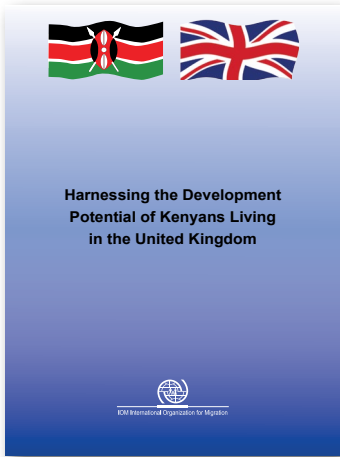 Harnessing the Development
Potential of Kenyans Living
in the United Kingdom
IOM International Organization for Migration